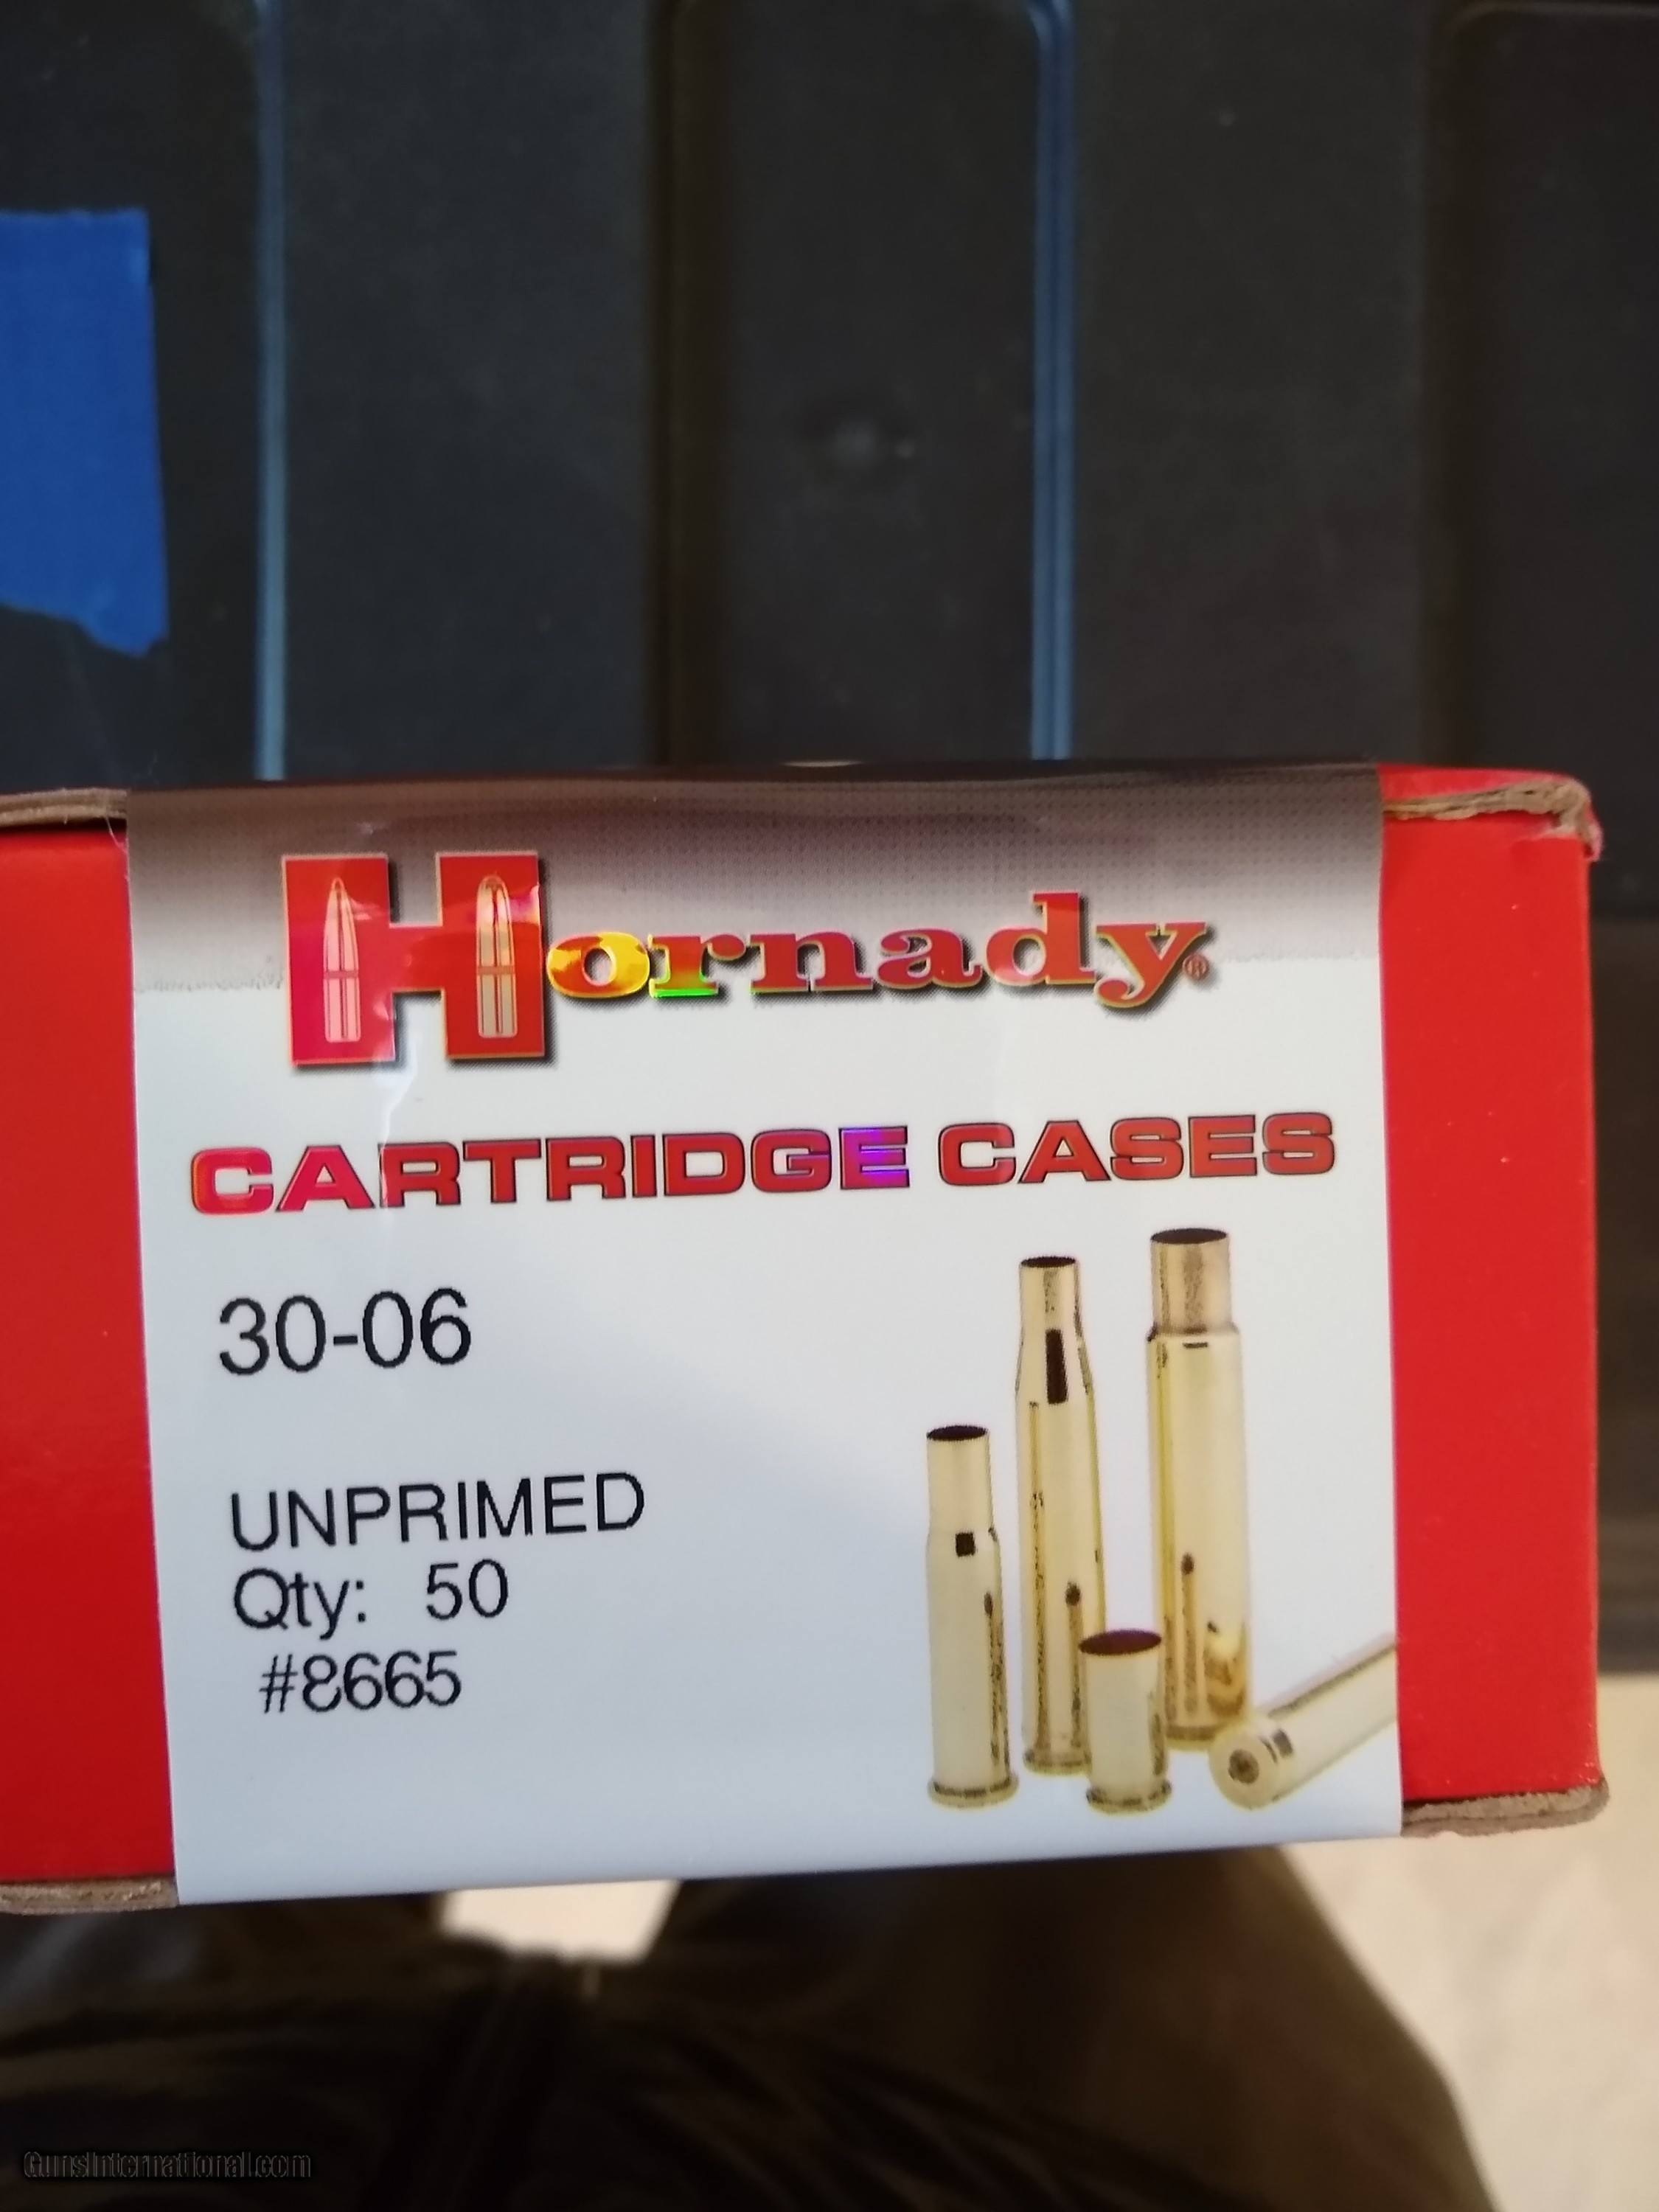 Hornady®
CARTRIDGE CASES
30-06
UNPRIMED
Qty: 50
#8665
GunsInternational.com